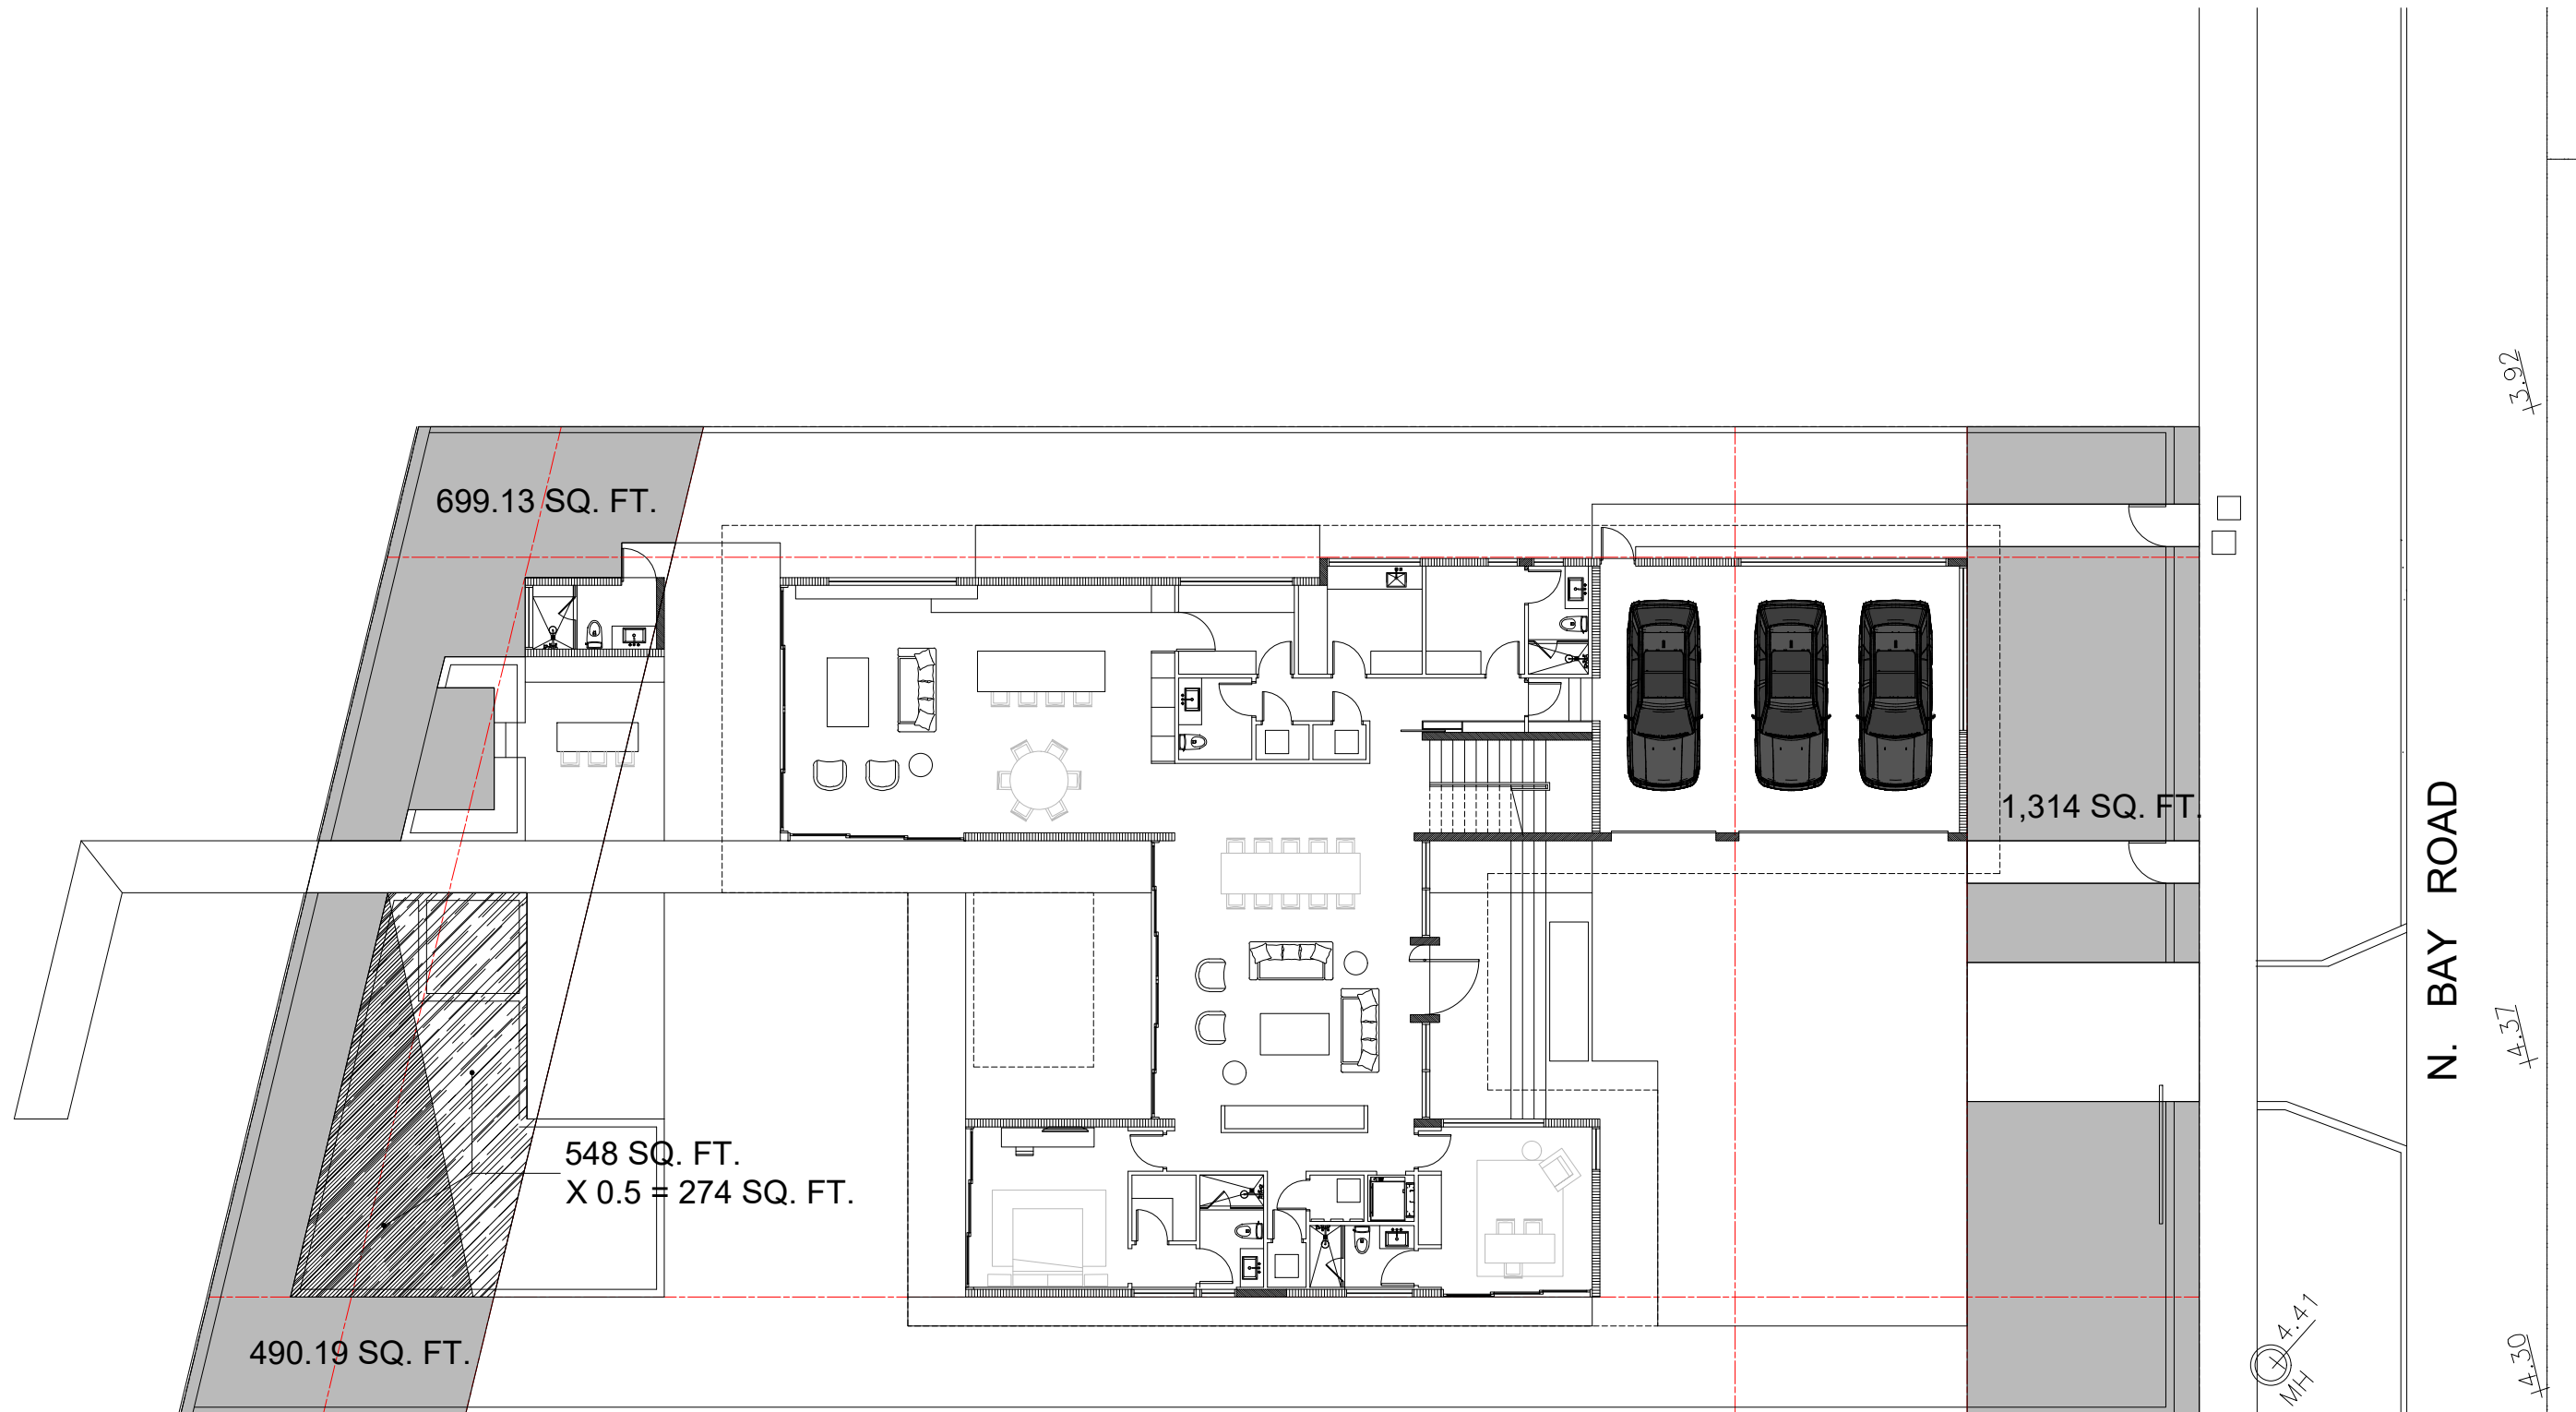 3.92
699.13 SQ. FT.
1,314 SQ. FT.
N. BAY ROAD
4.37
548 SQ. FT.
X 0.5 = 274 SQ. FT.
490.19 SQ. FT.
4.41
MH
4.30